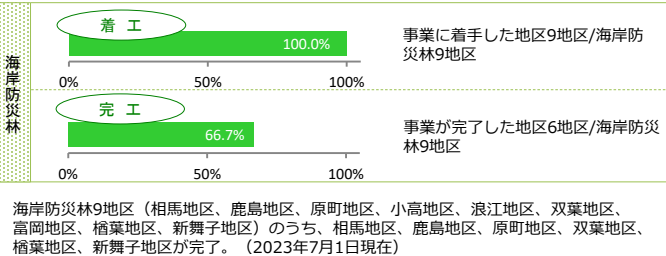 海岸防災林
着 工
100.0%
0% 50% 100%
事業に着手した地区9地区/海岸防
災林9地区
完 工
66.7%
0% 50% 100%
事業が完了した地区6地区/海岸防災
林9地区
海岸防災林9地区（相馬地区、鹿島地区、原町地区、小高地区、浪江地区、双葉地区、
富岡地区、楢葉地区、新舞子地区）のうち、相馬地区、鹿島地区、原町地区、双葉地区、
楢葉地区、新舞子地区が完了。（2023年7月1日現在）